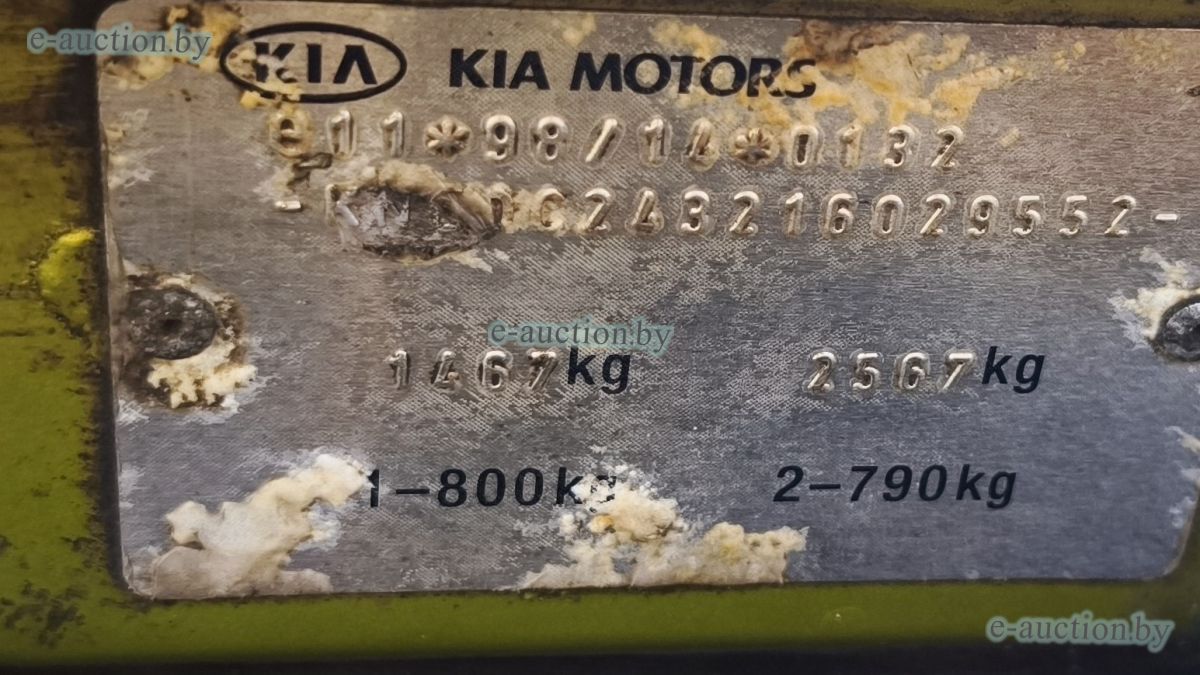 e-auction.by
KIA KIA MOTORS
e11*98/14*0132
DC243216029552-
e-auction.by
1467kg 2567kg
1-800kg 2-790kg
e-auction.by